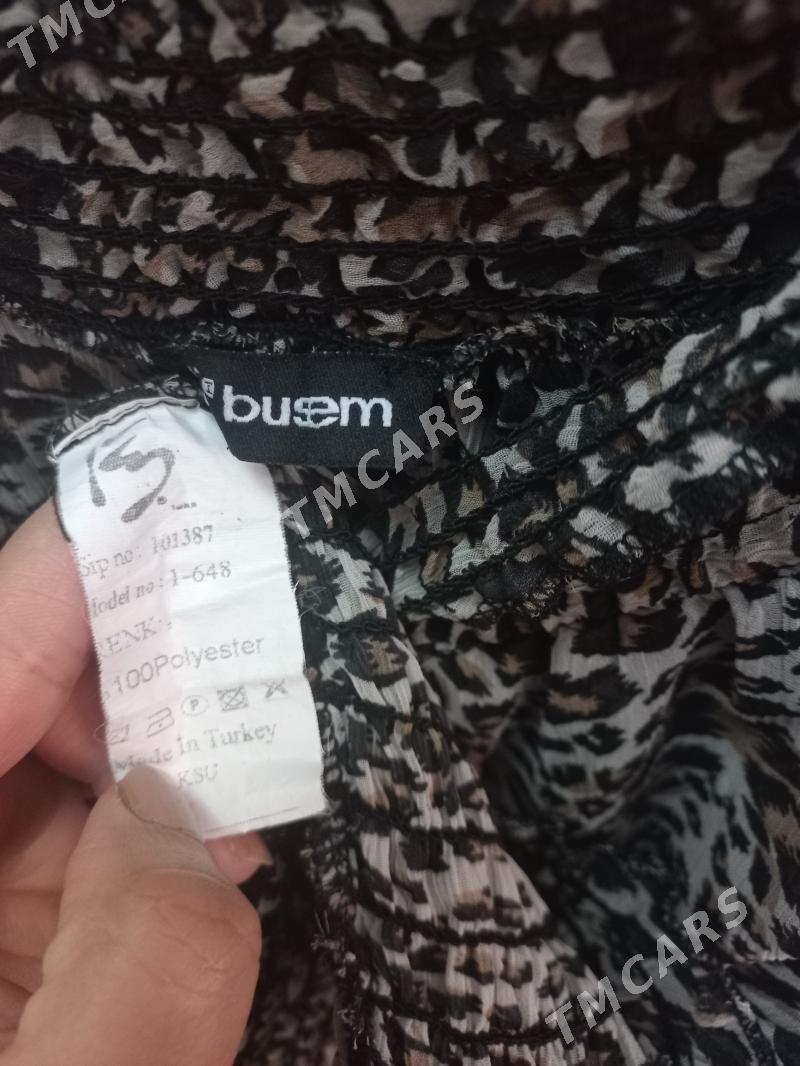 TMCARS
busem
Sip no: 101387
Model no: 1-648
RENK:
100Polyester
P
Made in Turkey
KSU
TMCARS
TMCARS